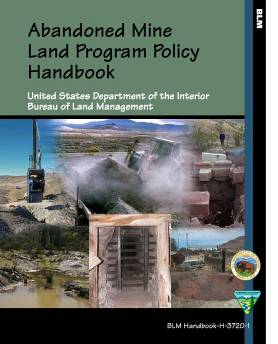 BLM
Abandoned Mine
Land Program Policy
Handbook
United States Department of the Interior
Bureau of Land Management
BLM Handbook-H-3720-1